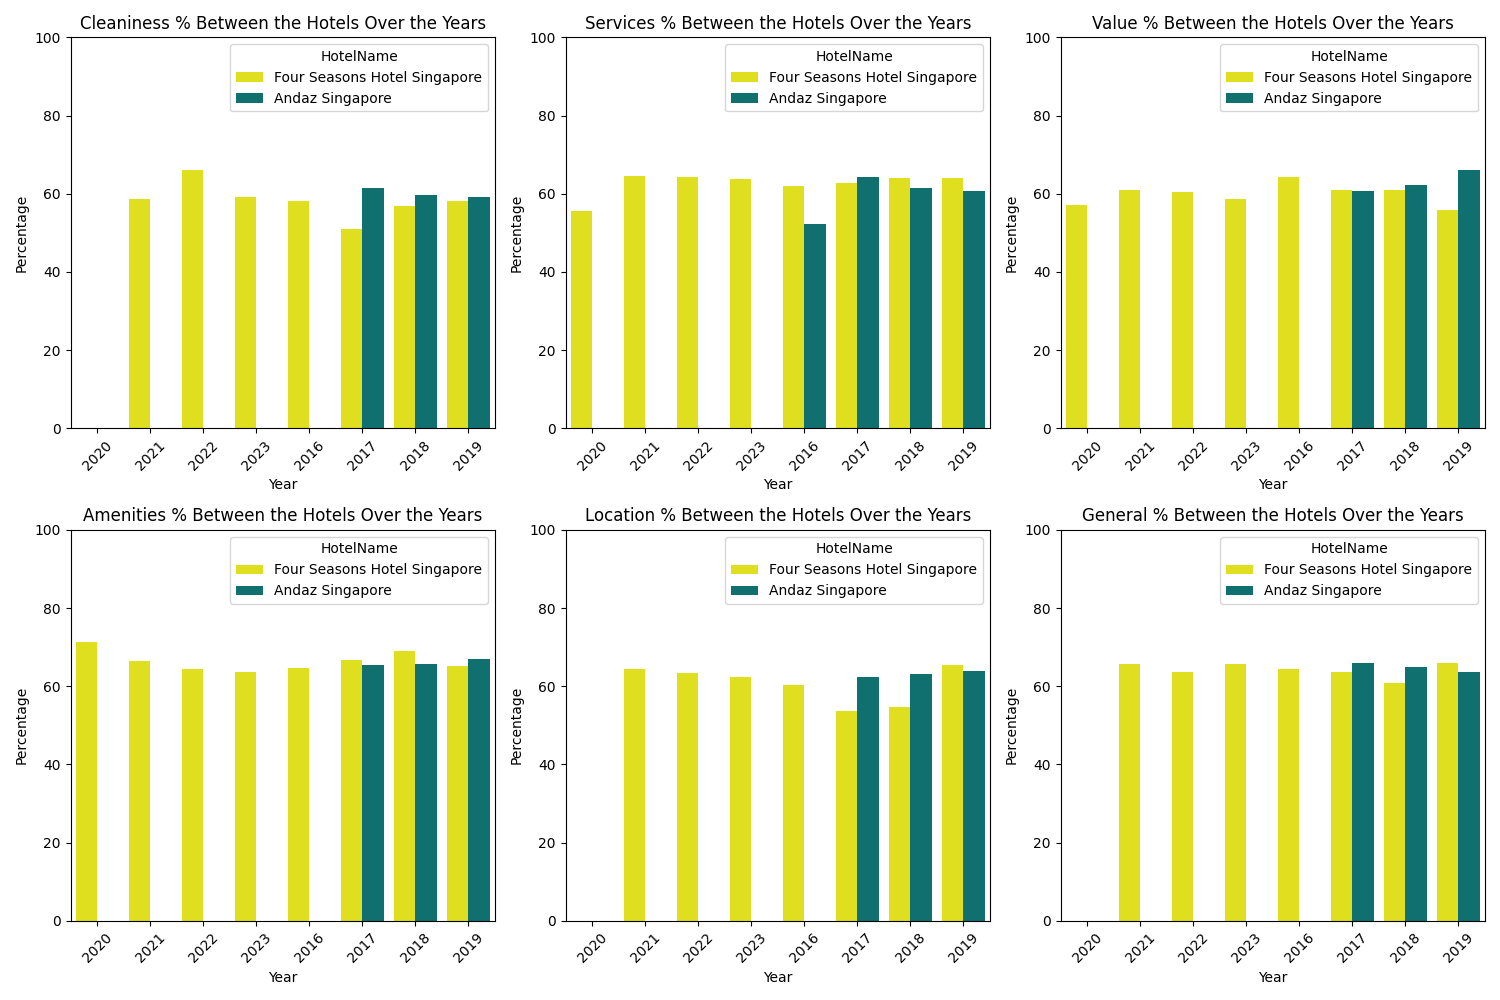 Cleaniness % Between the Hotels Over the Years
100
80
60
40
20
0
Percentage
HotelName
Four Seasons Hotel Singapore
Andaz Singapore
2020
2021
2022
2023
2016
2017
2018
2019
Year
Services % Between the Hotels Over the Years
100
80
60
40
20
0
Percentage
HotelName
Four Seasons Hotel Singapore
Andaz Singapore
2020
2021
2022
2023
2016
2017
2018
2019
Year
Value % Between the Hotels Over the Years
100
80
60
40
20
0
Percentage
HotelName
Four Seasons Hotel Singapore
Andaz Singapore
2020
2021
2022
2023
2016
2017
2018
2019
Year
Amenities % Between the Hotels Over the Years
100
80
60
40
20
0
Percentage
HotelName
Four Seasons Hotel Singapore
Andaz Singapore
2020
2021
2022
2023
2016
2017
2018
2019
Year
Location % Between the Hotels Over the Years
100
80
60
40
20
0
Percentage
HotelName
Four Seasons Hotel Singapore
Andaz Singapore
2020
2021
2022
2023
2016
2017
2018
2019
Year
General % Between the Hotels Over the Years
100
80
60
40
20
0
Percentage
HotelName
Four Seasons Hotel Singapore
Andaz Singapore
2020
2021
2022
2023
2016
2017
2018
2019
Year